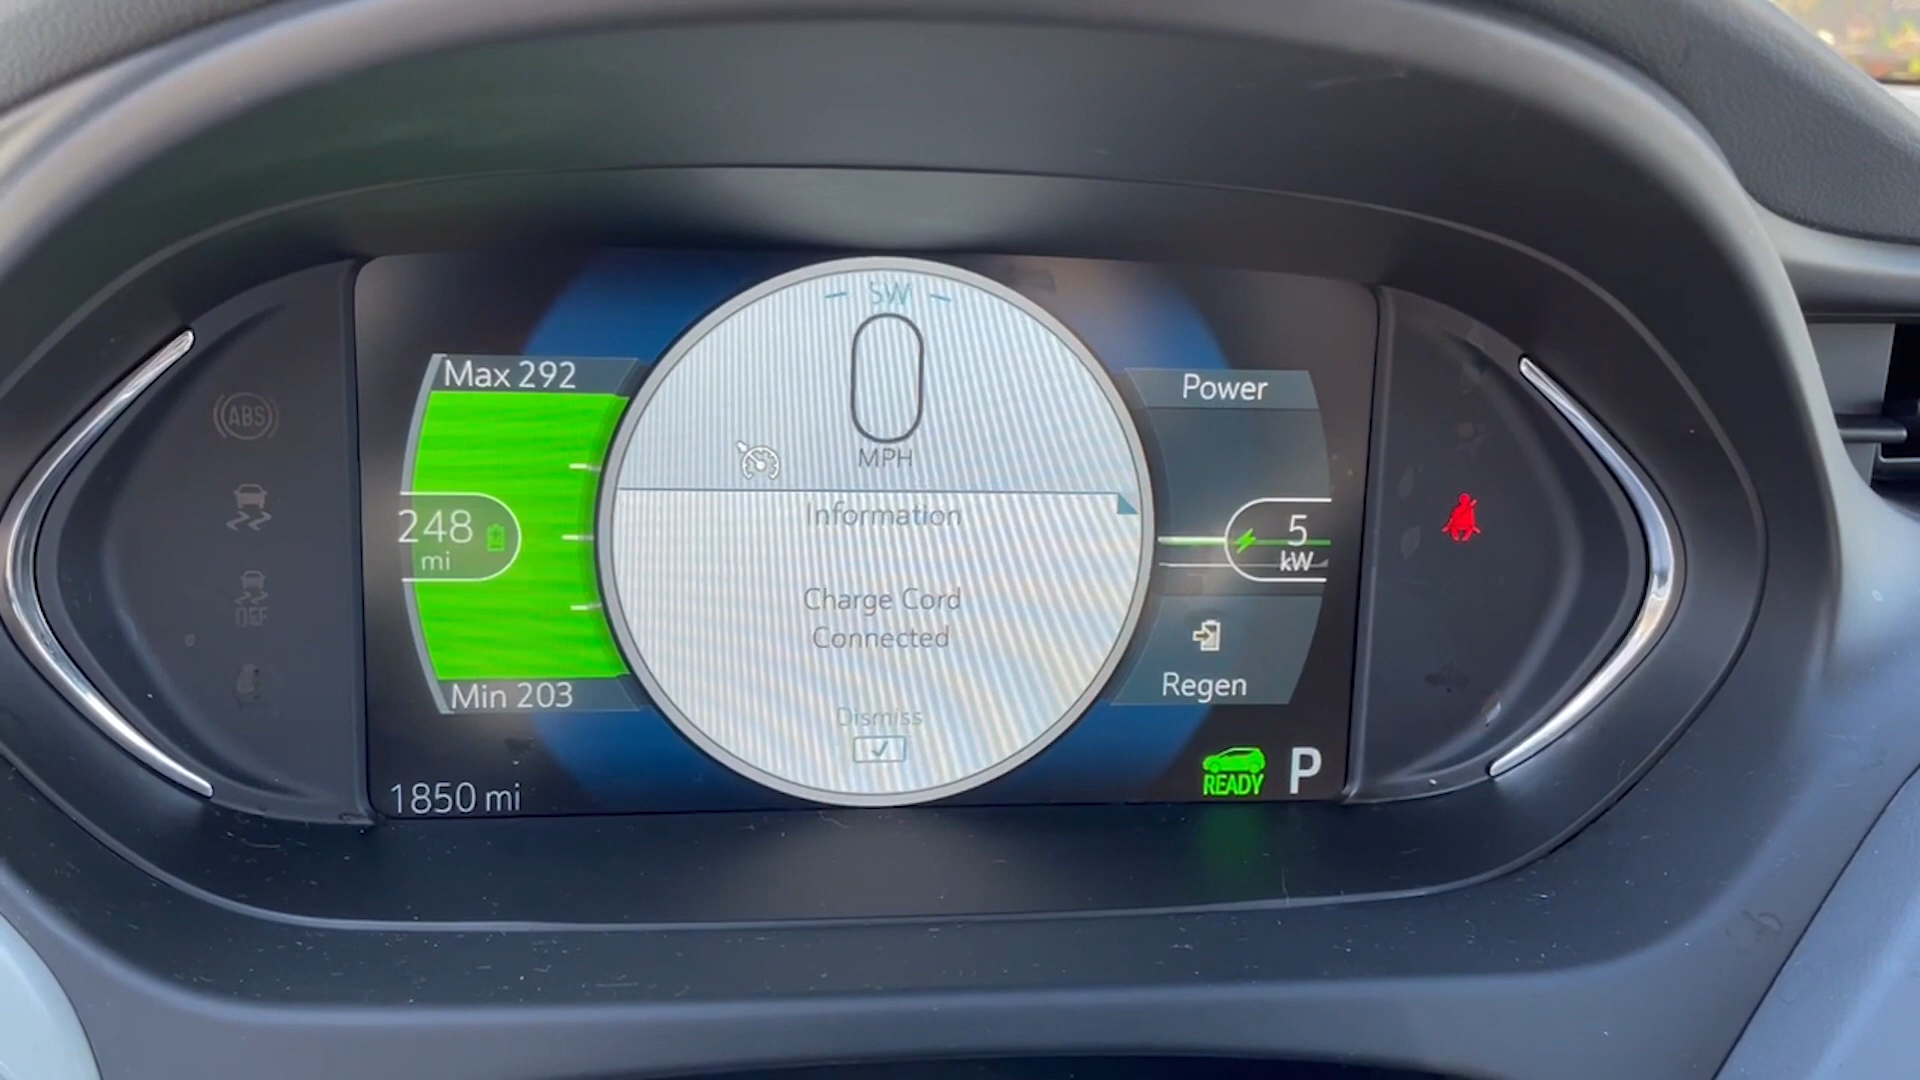 SW
0
MPH
Max 292
Power
ABS
248
mi
Information
5
kW
Charge Cord
Connected
OFF
Min 203
Regen
Dismiss
1850 mi
READY
P